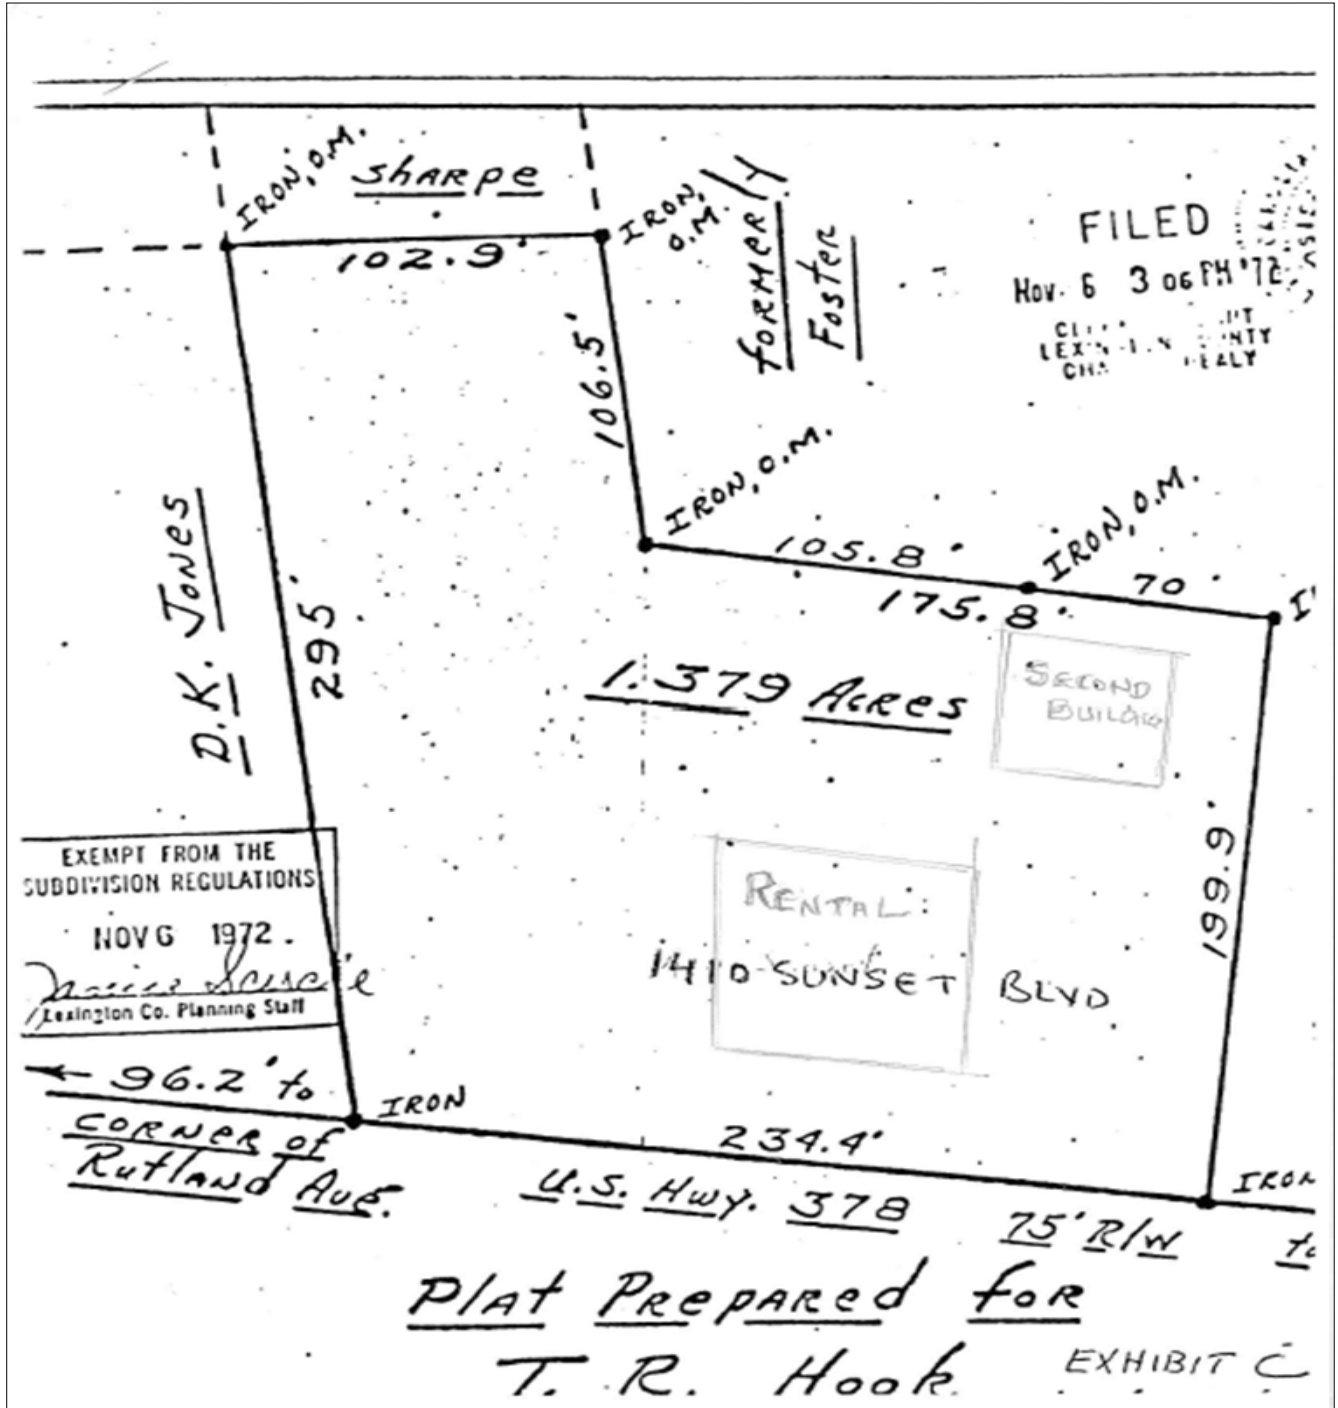 IRON, O.M.
Sharpe
IRON,
O.M.
102.9'
formerly
Foster
FILED
Nov. 6 3 06 PM '72
106.5'
IRON, O.M.
IRON, O.M.
105.8'
70'
175.8'
D.K. Jones
295'
1.379 Acres
SECOND
BUILDING
199.9'
EXEMPT FROM THE
SUBDIVISION REGULATIONS
NOV 6 1972.
Lexington Co. Planning Staff
RENTAL:
1410 SUNSET BLVD
96.2' to
corner of
Rutland Ave.
IRON
234.4'
IRON
U.S. Hwy. 378
75' R/W
Plat Prepared for
T. R. Hook
EXHIBIT C